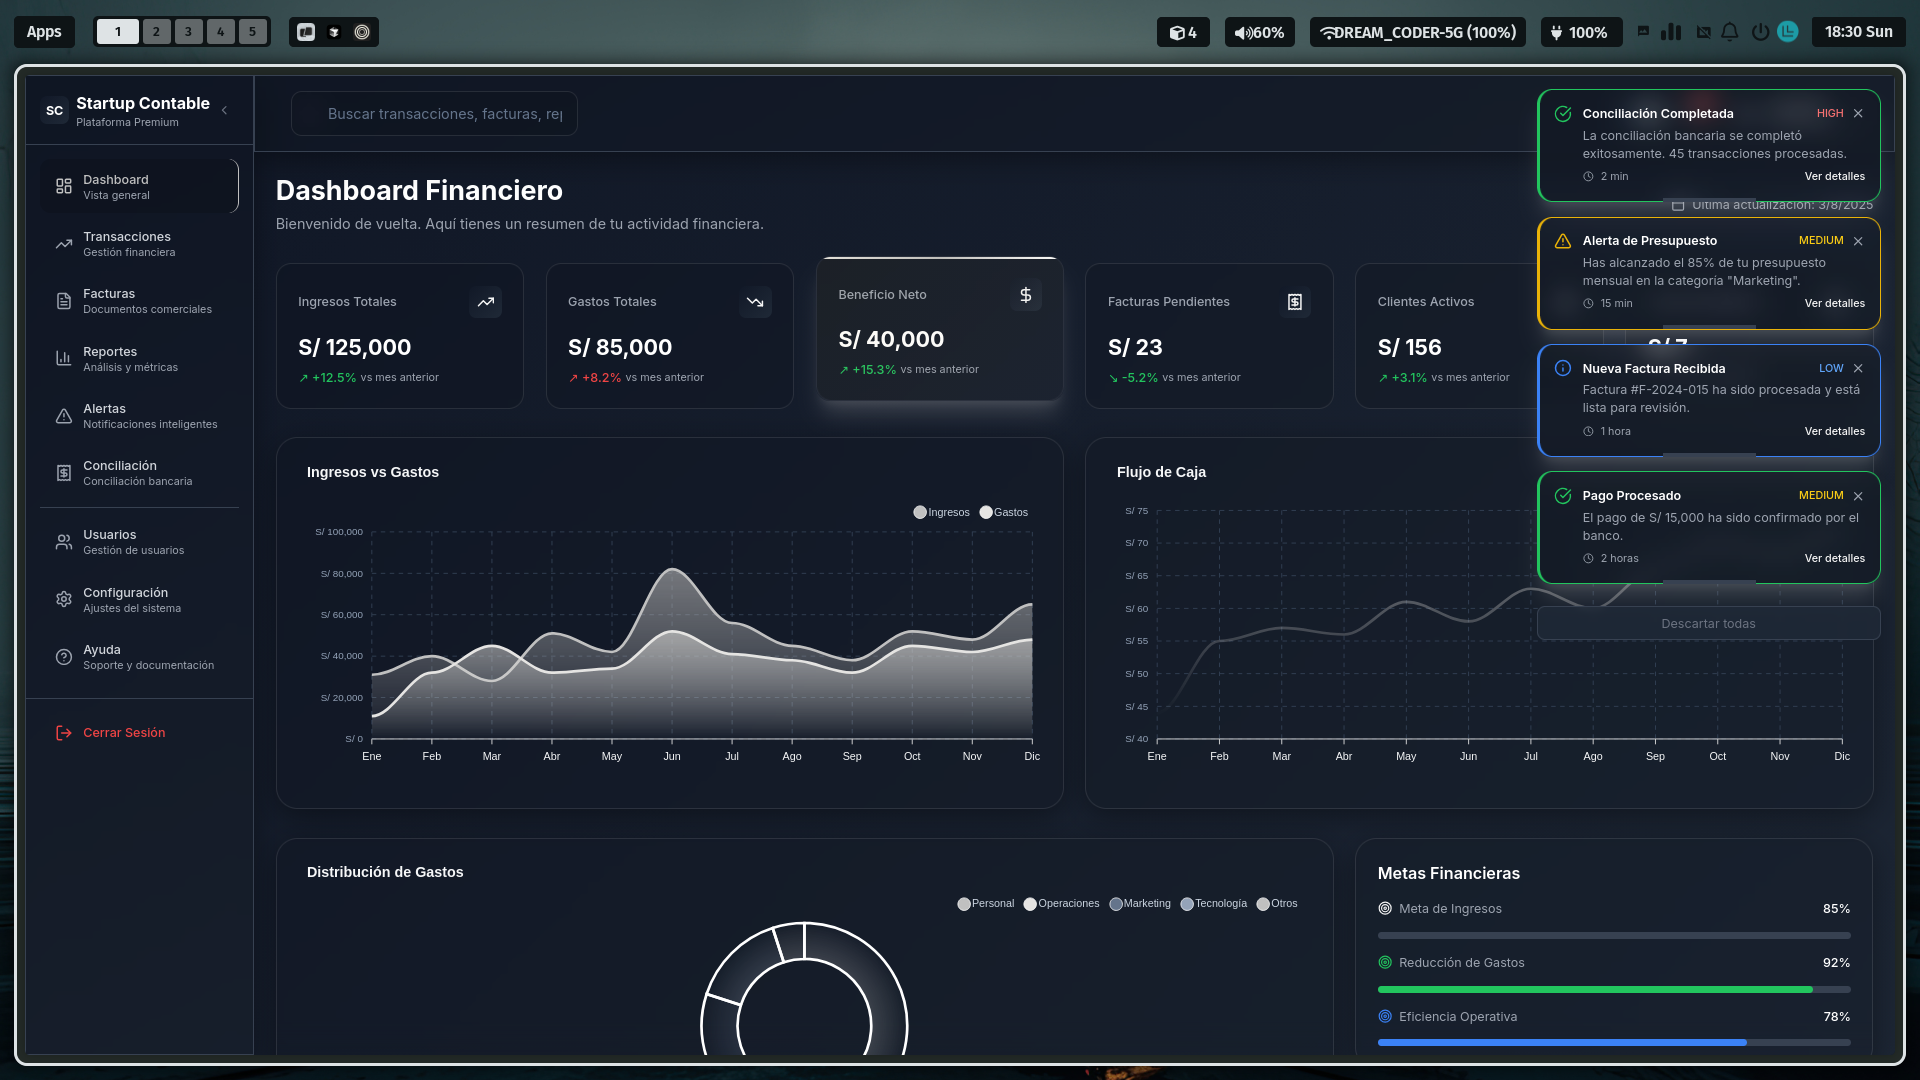 Apps
1 2 3 4 5
4
60%
DREAM_CODER-5G (100%)
100%
18:30 Sun
SC
Startup Contable
Plataforma Premium
Dashboard
Vista general
Transacciones
Gestión financiera
Facturas
Documentos comerciales
Reportes
Análisis y métricas
Alertas
Notificaciones inteligentes
Conciliación
Conciliación bancaria
Usuarios
Gestión de usuarios
Configuración
Ajustes del sistema
Ayuda
Soporte y documentación
Cerrar Sesión
Buscar transacciones, facturas, rep
Dashboard Financiero
Bienvenido de vuelta. Aquí tienes un resumen de tu actividad financiera.
Última actualización: 3/8/2025
Ingresos Totales
S/ 125,000
↗ +12.5% vs mes anterior
Gastos Totales
S/ 85,000
↗ +8.2% vs mes anterior
Beneficio Neto
S/ 40,000
↗ +15.3% vs mes anterior
Facturas Pendientes
S/ 23
↘ -5.2% vs mes anterior
Clientes Activos
S/ 156
↗ +3.1% vs mes anterior
S/ 7
Conciliación Completada
HIGH
La conciliación bancaria se completó
exitosamente. 45 transacciones procesadas.
2 min
Ver detalles
Alerta de Presupuesto
MEDIUM
Has alcanzado el 85% de tu presupuesto
mensual en la categoría "Marketing".
15 min
Ver detalles
Nueva Factura Recibida
LOW
Factura #F-2024-015 ha sido procesada y está
lista para revisión.
1 hora
Ver detalles
Pago Procesado
MEDIUM
El pago de S/ 15,000 ha sido confirmado por el
banco.
2 horas
Ver detalles
Descartar todas
Ingresos vs Gastos
Ingresos Gastos
S/ 100,000
S/ 80,000
S/ 60,000
S/ 40,000
S/ 20,000
S/ 0
Ene Feb Mar Abr May Jun Jul Ago Sep Oct Nov Dic
Flujo de Caja
S/ 75
S/ 70
S/ 65
S/ 60
S/ 55
S/ 50
S/ 45
S/ 40
Ene Feb Mar Abr May Jun Jul Ago Sep Oct Nov Dic
Distribución de Gastos
Personal Operaciones Marketing Tecnología Otros
Metas Financieras
Meta de Ingresos 85%
Reducción de Gastos 92%
Eficiencia Operativa 78%